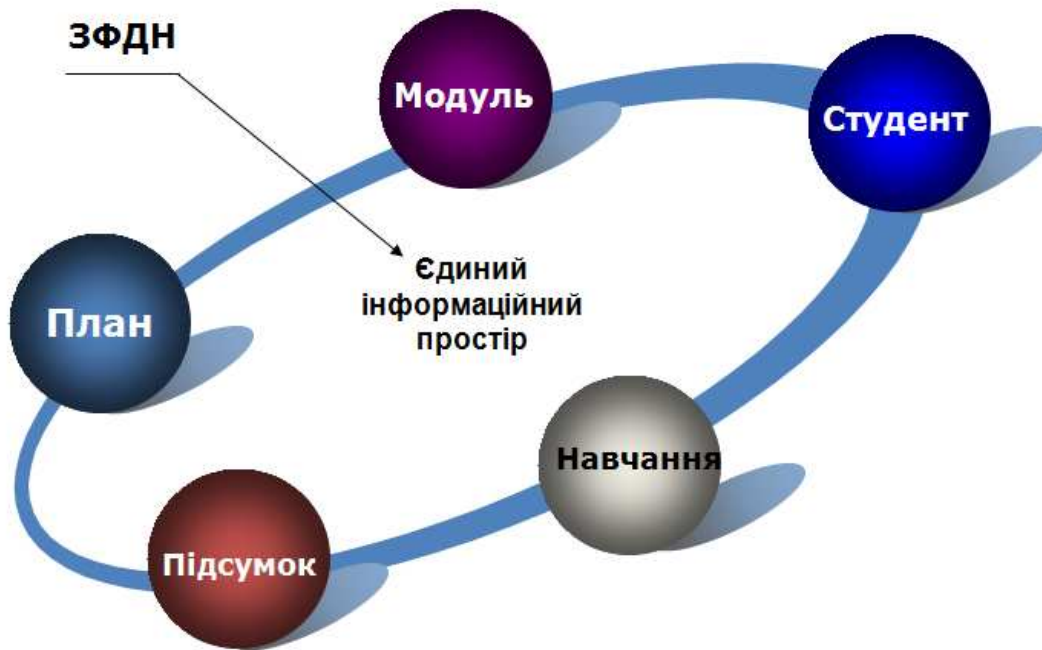 ЗФДН
Модуль
Студент
Єдиний
інформаційний
простір
План
Навчання
Підсумок